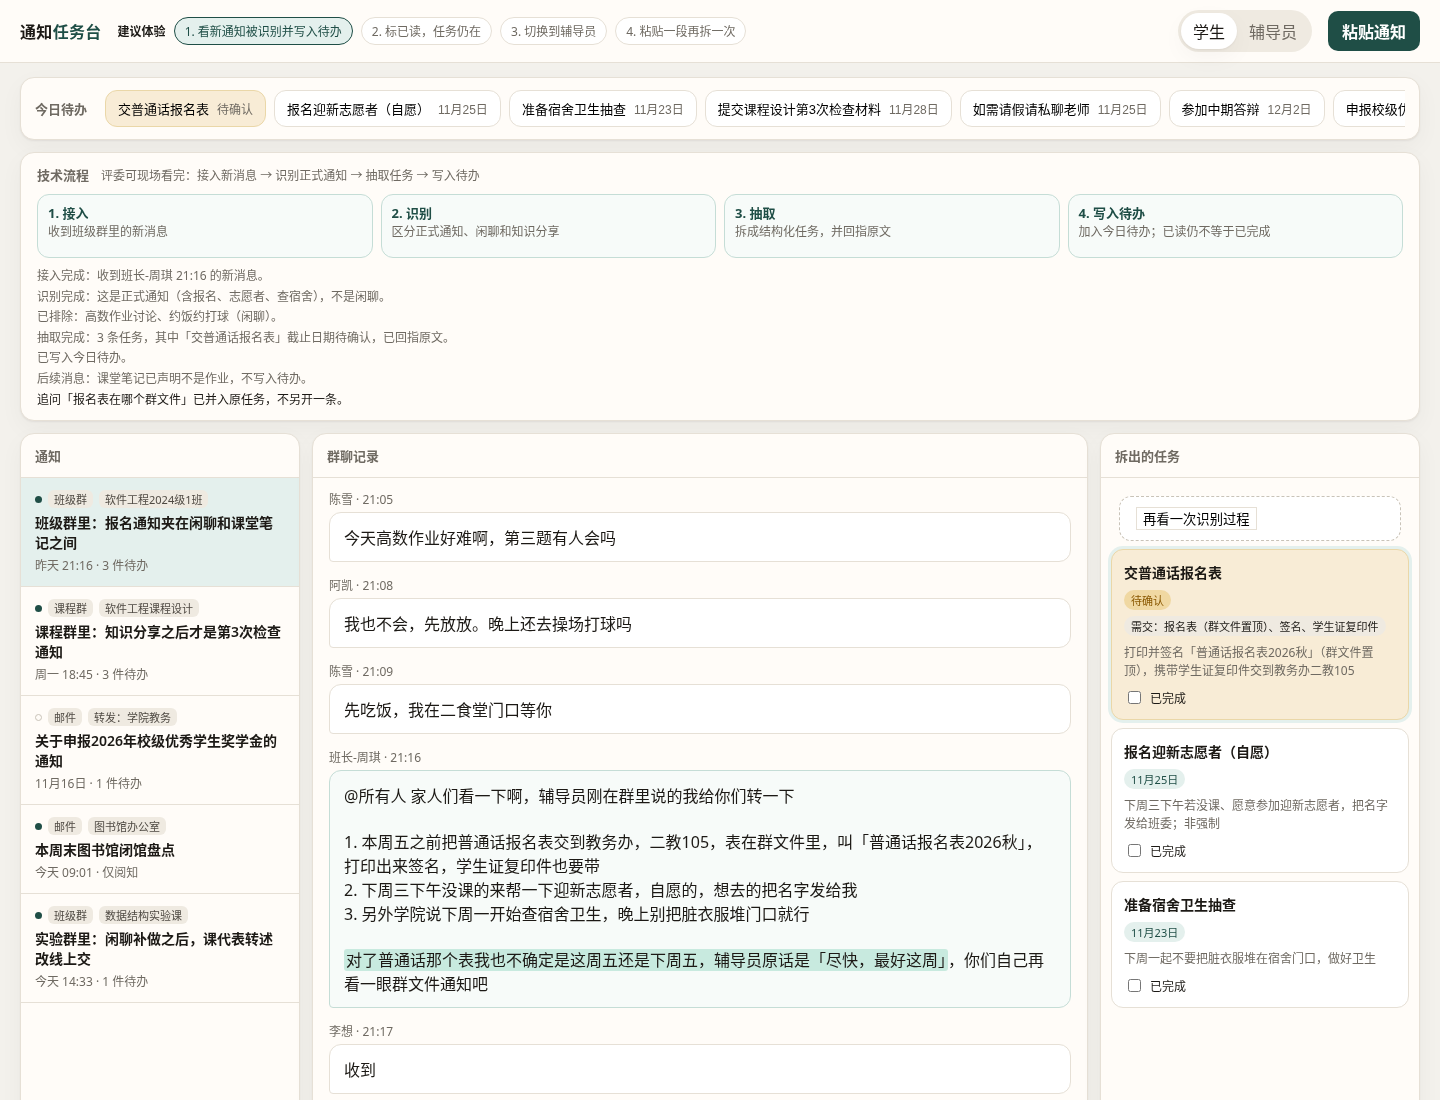 通知任务台
建议体验
1. 看新通知被识别并写入待办
2. 标已读，任务仍在
3. 切换到辅导员
4. 粘贴一段再拆一次
学生
辅导员
粘贴通知
今日待办
交普通话报名表 待确认
报名迎新志愿者（自愿） 11月25日
准备宿舍卫生抽查 11月23日
提交课程设计第3次检查材料 11月28日
如需请假请私聊老师 11月25日
参加中期答辩 12月2日
申报校级
技术流程 评委可现场看完：接入新消息 → 识别正式通知 → 抽取任务 → 写入待办
1. 接入
收到班级群里的新消息
2. 识别
区分正式通知、闲聊和知识分享
3. 抽取
拆成结构化任务，并回指原文
4. 写入待办
加入今日待办；已读仍不等于已完成
接入完成：收到班长-周琪 21:16 的新消息。
识别完成：这是正式通知（含报名、志愿者、查宿舍），不是闲聊。
已排除：高数作业讨论、约饭约打球（闲聊）。
抽取完成：3 条任务，其中「交普通话报名表」截止日期待确认，已回指原文。
已写入今日待办。
后续消息：课堂笔记已声明不是作业，不写入待办。
追问「报名表在哪个群文件」已并入原任务，不另开一条。
通知
班级群 软件工程2024级1班
班级群里：报名通知夹在闲聊和课堂笔
记之间
昨天 21:16 · 3 件待办
课程群 软件工程课程设计
课程群里：知识分享之后才是第3次检查
通知
周一 18:45 · 3 件待办
邮件 转发：学院教务
关于申报2026年校级优秀学生奖学金的
通知
11月16日 · 1 件待办
邮件 图书馆办公室
本周末图书馆闭馆盘点
今天 09:01 · 仅阅知
班级群 数据结构实验课
实验群里：闲聊补做之后，课代表转述
改线上交
今天 14:33 · 1 件待办
群聊记录
陈雪 · 21:05
今天高数作业好难啊，第三题有人会吗
阿凯 · 21:08
我也不会，先放放。晚上还去操场打球吗
陈雪 · 21:09
先吃饭，我在二食堂门口等你
班长-周琪 · 21:16
@所有人 家人们看一下啊，辅导员刚在群里说的我给你们转一下
1. 本周五之前把普通话报名表交到教务办，二教105，表在群文件里，叫「普通话报名表2026秋」，
打印出来签名，学生证复印件也要带
2. 下周三下午没课的来帮一下迎新志愿者，自愿的，想去的把名字发给我
3. 另外学院说下周一开始查宿舍卫生，晚上别把脏衣服堆门口就行
对了普通话那个表我也不确定是这周五还是下周五，辅导员原话是「尽快，最好这周」，你们自己再
看一眼群文件通知吧
李想 · 21:17
收到
拆出的任务
再看一次识别过程
交普通话报名表
待确认
需交：报名表（群文件置顶）、签名、学生证复印件
打印并签名「普通话报名表2026秋」（群文件置
顶），携带学生证复印件交到教务办二教105
已完成
报名迎新志愿者（自愿）
11月25日
下周三下午若没课、愿意参加迎新志愿者，把名字
发给班委；非强制
已完成
准备宿舍卫生抽查
11月23日
下周一起不要把脏衣服堆在宿舍门口，做好卫生
已完成